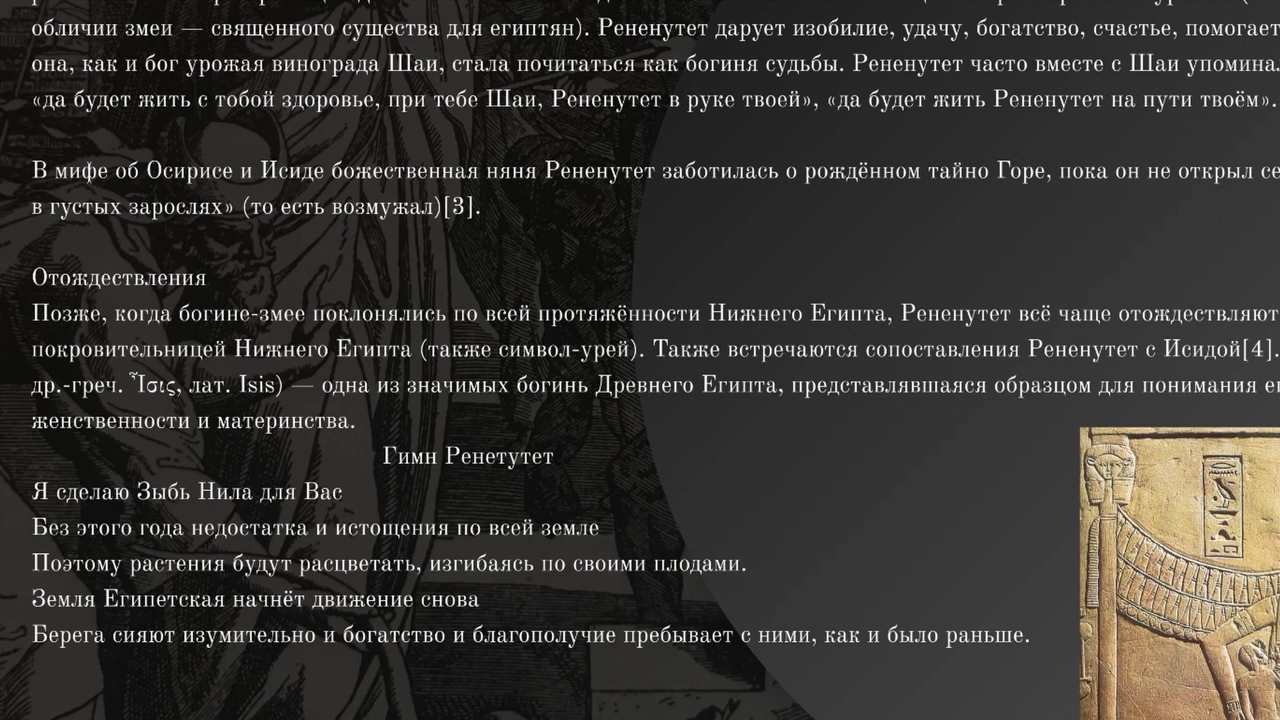 обличии змеи — священного существа для египтян). Рененутет дарует изобилие, удачу, богатство, счастье, помогает
она, как и бог урожая винограда Шаи, стала почитаться как богиня судьбы. Рененутет часто вместе с Шаи упомина
«да будет жить с тобой здоровье, при тебе Шаи, Рененутет в руке твоей», «да будет жить Рененутет на пути твоём».
В мифе об Осирисе и Исиде божественная няня Рененутет заботилась о рождённом тайно Горе, пока он не открыл се
в густых зарослях» (то есть возмужал)[3].
Отождествления
Позже, когда богине-змее поклонялись по всей протяжённости Нижнего Египта, Рененутет всё чаще отождествляют
покровительницей Нижнего Египта (также символ-урей). Также встречаются сопоставления Рененутет с Исидой[4].
др.-греч. Ἶσις, лат. Isis) — одна из значимых богинь Древнего Египта, представлявшаяся образцом для понимания ег
женственности и материнства.
Гимн Ренетутет
Я сделаю Зыбь Нила для Вас
Без этого года недостатка и истощения по всей земле
Поэтому растения будут расцветать, изгибаясь по своими плодами.
Земля Египетская начнёт движение снова
Берега сияют изумительно и богатство и благополучие пребывает с ними, как и было раньше.